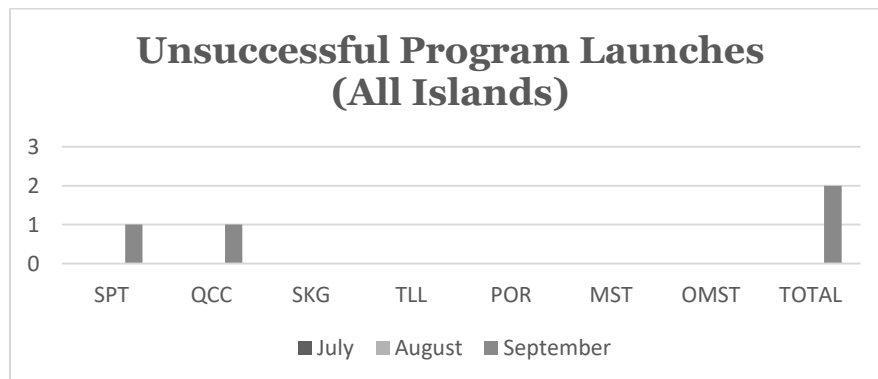 Unsuccessful Program Launches
(All Islands)
3
2
1
0
SPT QCC SKG TLL POR MST OMST TOTAL
July August September